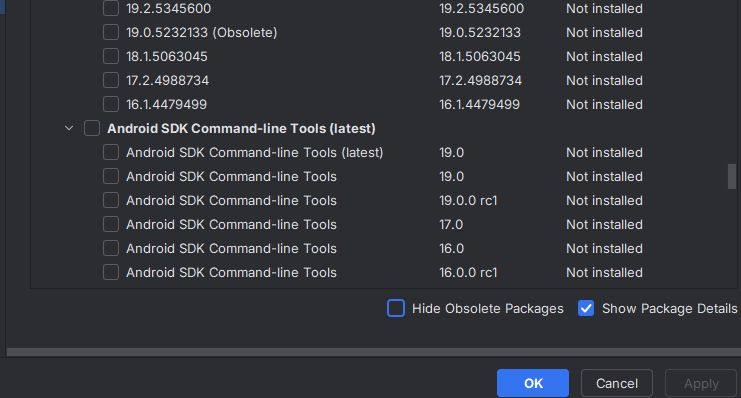 19.2.5345600 19.2.5345600 Not installed
19.0.5232133 (Obsolete) 19.0.5232133 Not installed
18.1.5063045 18.1.5063045 Not installed
17.2.4988734 17.2.4988734 Not installed
16.1.4479499 16.1.4479499 Not installed
Android SDK Command-line Tools (latest)
Android SDK Command-line Tools (latest) 19.0 Not installed
Android SDK Command-line Tools 19.0 Not installed
Android SDK Command-line Tools 19.0.0 rc1 Not installed
Android SDK Command-line Tools 17.0 Not installed
Android SDK Command-line Tools 16.0 Not installed
Android SDK Command-line Tools 16.0.0 rc1 Not installed
Hide Obsolete Packages Show Package Details
OK Cancel Apply